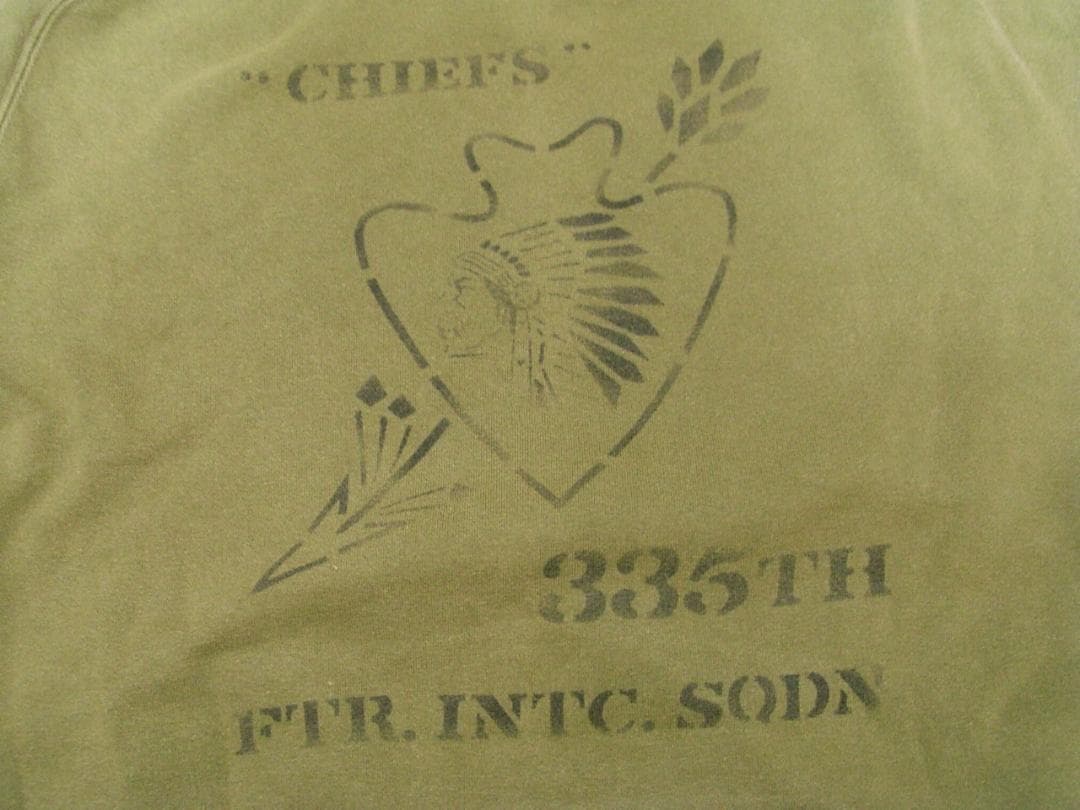 "CHIEFS"
335TH
FTR. INTC. SQDN